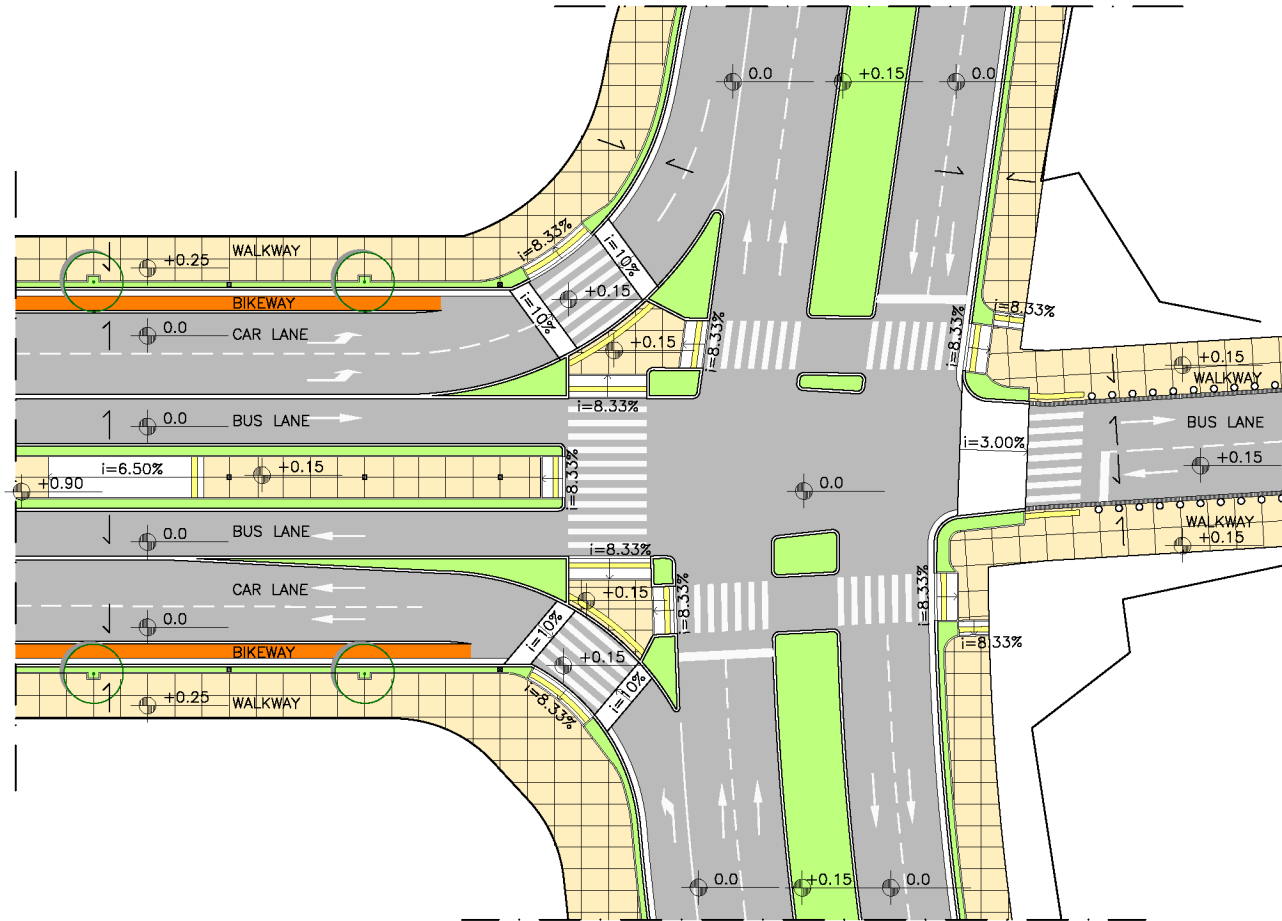 0.0
+0.15
0.0
WALKWAY
+0.25
i=8.33%
i=10%
+0.15
BIKEWAY
i=10%
i=8.33%
0.0
CAR LANE
+0.15
i=8.33%
i=8.33%
+0.15
WALKWAY
i=8.33%
BUS LANE
0.0
BUS LANE
i=3.00%
i=6.50%
+0.15
i=8.33%
+0.15
+0.90
0.0
WALKWAY
BUS LANE
0.0
+0.15
i=8.33%
CAR LANE
+0.15
i=8.33%
i=8.33%
0.0
i=10%
i=8.33%
BIKEWAY
+0.15
i=10%
+0.25
WALKWAY
i=8.33%
0.0
+0.15
0.0